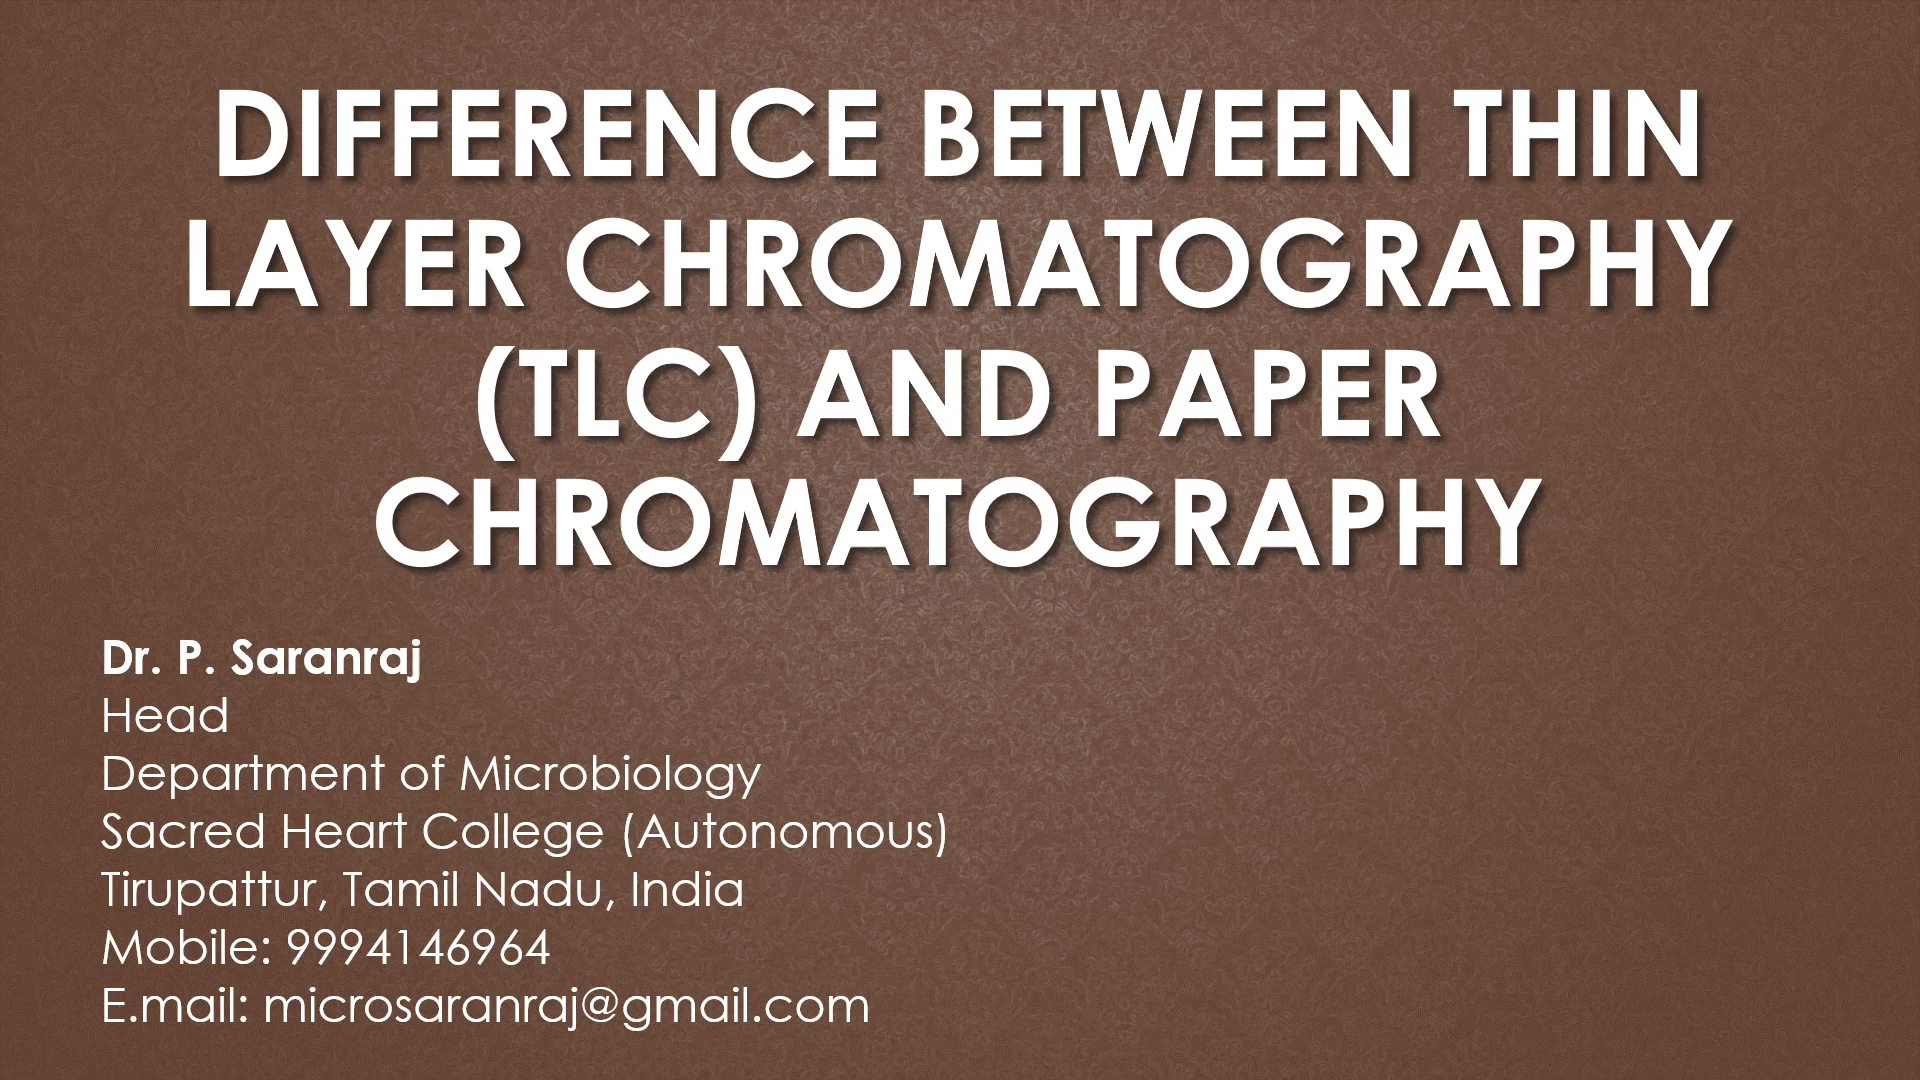 DIFFERENCE BETWEEN THIN
LAYER CHROMATOGRAPHY
(TLC) AND PAPER
CHROMATOGRAPHY
Dr. P. Saranraj
Head
Department of Microbiology
Sacred Heart College (Autonomous)
Tirupattur, Tamil Nadu, India
Mobile: 9994146964
E.mail: microsaranraj@gmail.com